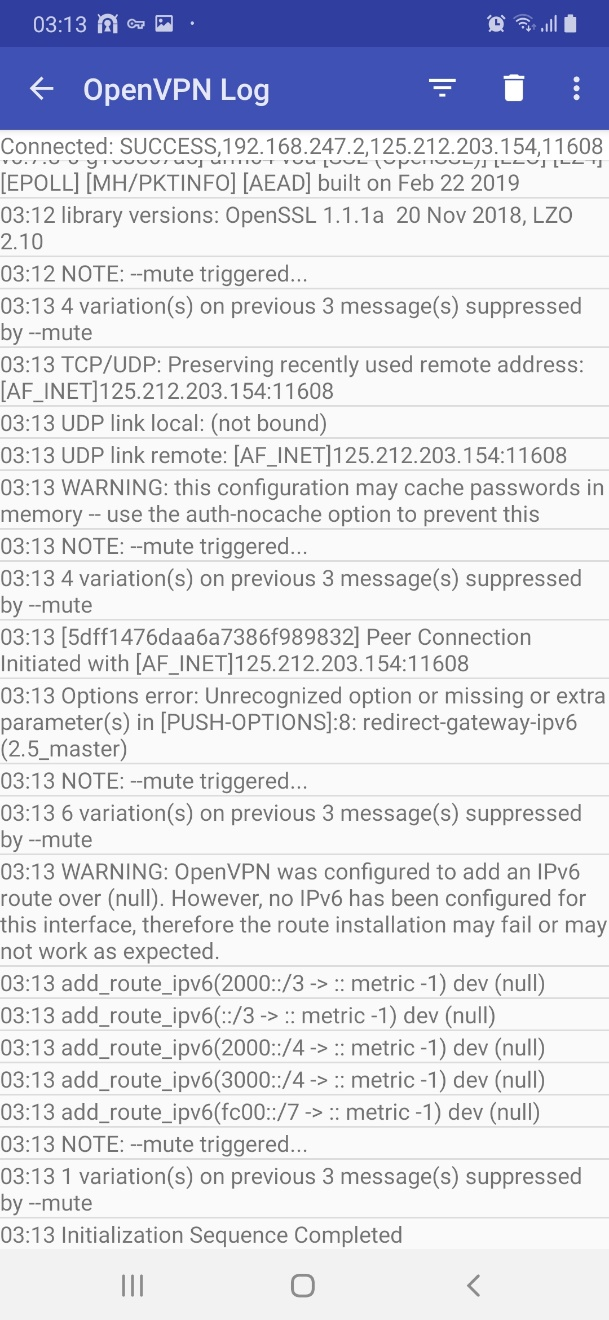 03:13
OpenVPN Log
Connected: SUCCESS,192.168.247.2,125.212.203.154,11608
[EPOLL] [MH/PKTINFO] [AEAD] built on Feb 22 2019
03:12 library versions: OpenSSL 1.1.1a  20 Nov 2018, LZO
2.10
03:12 NOTE: --mute triggered...
03:13 4 variation(s) on previous 3 message(s) suppressed
by --mute
03:13 TCP/UDP: Preserving recently used remote address:
[AF_INET]125.212.203.154:11608
03:13 UDP link local: (not bound)
03:13 UDP link remote: [AF_INET]125.212.203.154:11608
03:13 WARNING: this configuration may cache passwords in
memory -- use the auth-nocache option to prevent this
03:13 NOTE: --mute triggered...
03:13 4 variation(s) on previous 3 message(s) suppressed
by --mute
03:13 [5dff1476daa6a7386f989832] Peer Connection
Initiated with [AF_INET]125.212.203.154:11608
03:13 Options error: Unrecognized option or missing or extra
parameter(s) in [PUSH-OPTIONS]:8: redirect-gateway-ipv6
(2.5_master)
03:13 NOTE: --mute triggered...
03:13 6 variation(s) on previous 3 message(s) suppressed
by --mute
03:13 WARNING: OpenVPN was configured to add an IPv6
route over (null). However, no IPv6 has been configured for
this interface, therefore the route installation may fail or may
not work as expected.
03:13 add_route_ipv6(2000::/3 -> :: metric -1) dev (null)
03:13 add_route_ipv6(::/3 -> :: metric -1) dev (null)
03:13 add_route_ipv6(2000::/4 -> :: metric -1) dev (null)
03:13 add_route_ipv6(3000::/4 -> :: metric -1) dev (null)
03:13 add_route_ipv6(fc00::/7 -> :: metric -1) dev (null)
03:13 NOTE: --mute triggered...
03:13 1 variation(s) on previous 3 message(s) suppressed
by --mute
03:13 Initialization Sequence Completed